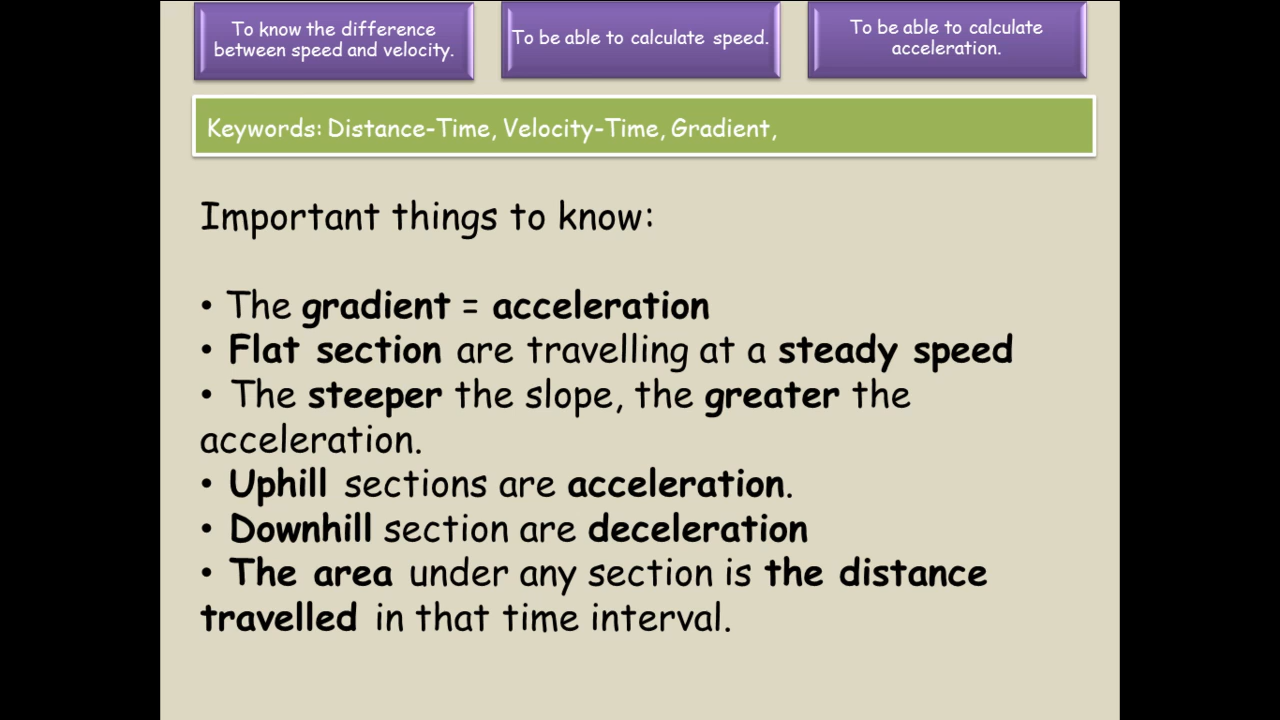 To know the difference
between speed and velocity.
To be able to calculate speed.
To be able to calculate
acceleration.
Keywords: Distance-Time, Velocity-Time, Gradient,
Important things to know:
• The gradient = acceleration
• Flat section are travelling at a steady speed
• The steeper the slope, the greater the
acceleration.
• Uphill sections are acceleration.
• Downhill section are deceleration
• The area under any section is the distance
travelled in that time interval.